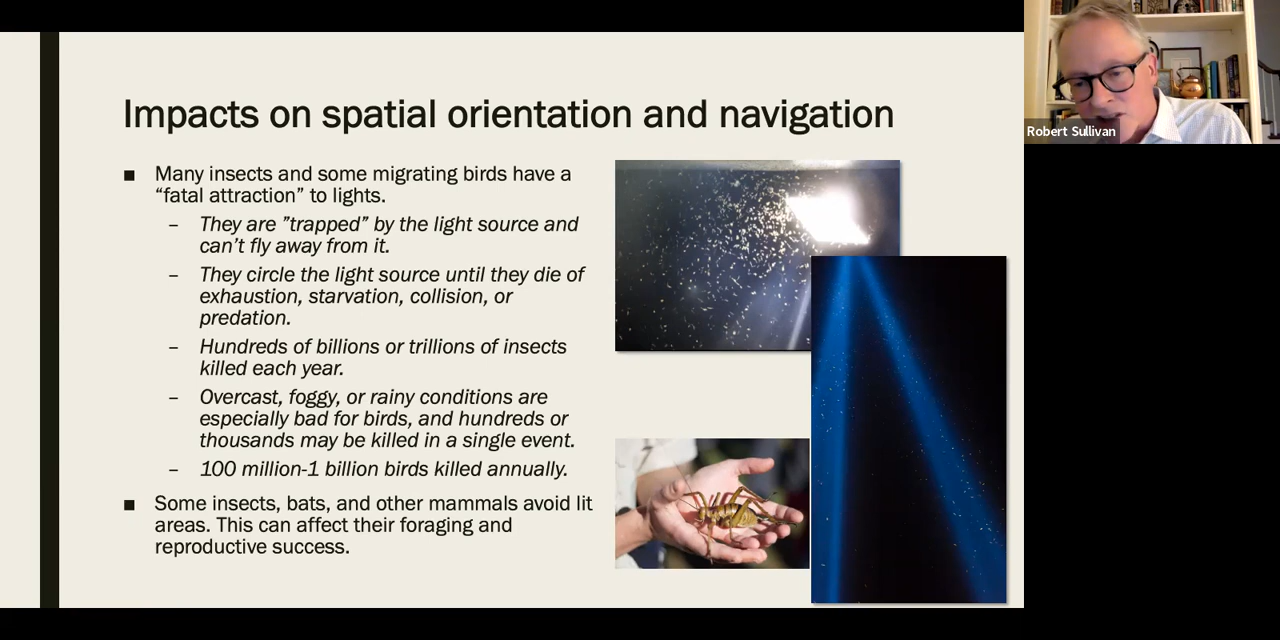 Impacts on spatial orientation and navigation
■ Many insects and some migrating birds have a
“fatal attraction” to lights.
– They are ”trapped” by the light source and
can’t fly away from it.
– They circle the light source until they die of
exhaustion, starvation, collision, or
predation.
– Hundreds of billions or trillions of insects
killed each year.
– Overcast, foggy, or rainy conditions are
especially bad for birds, and hundreds or
thousands may be killed in a single event.
– 100 million-1 billion birds killed annually.
■ Some insects, bats, and other mammals avoid lit
areas. This can affect their foraging and
reproductive success.
Robert Sullivan